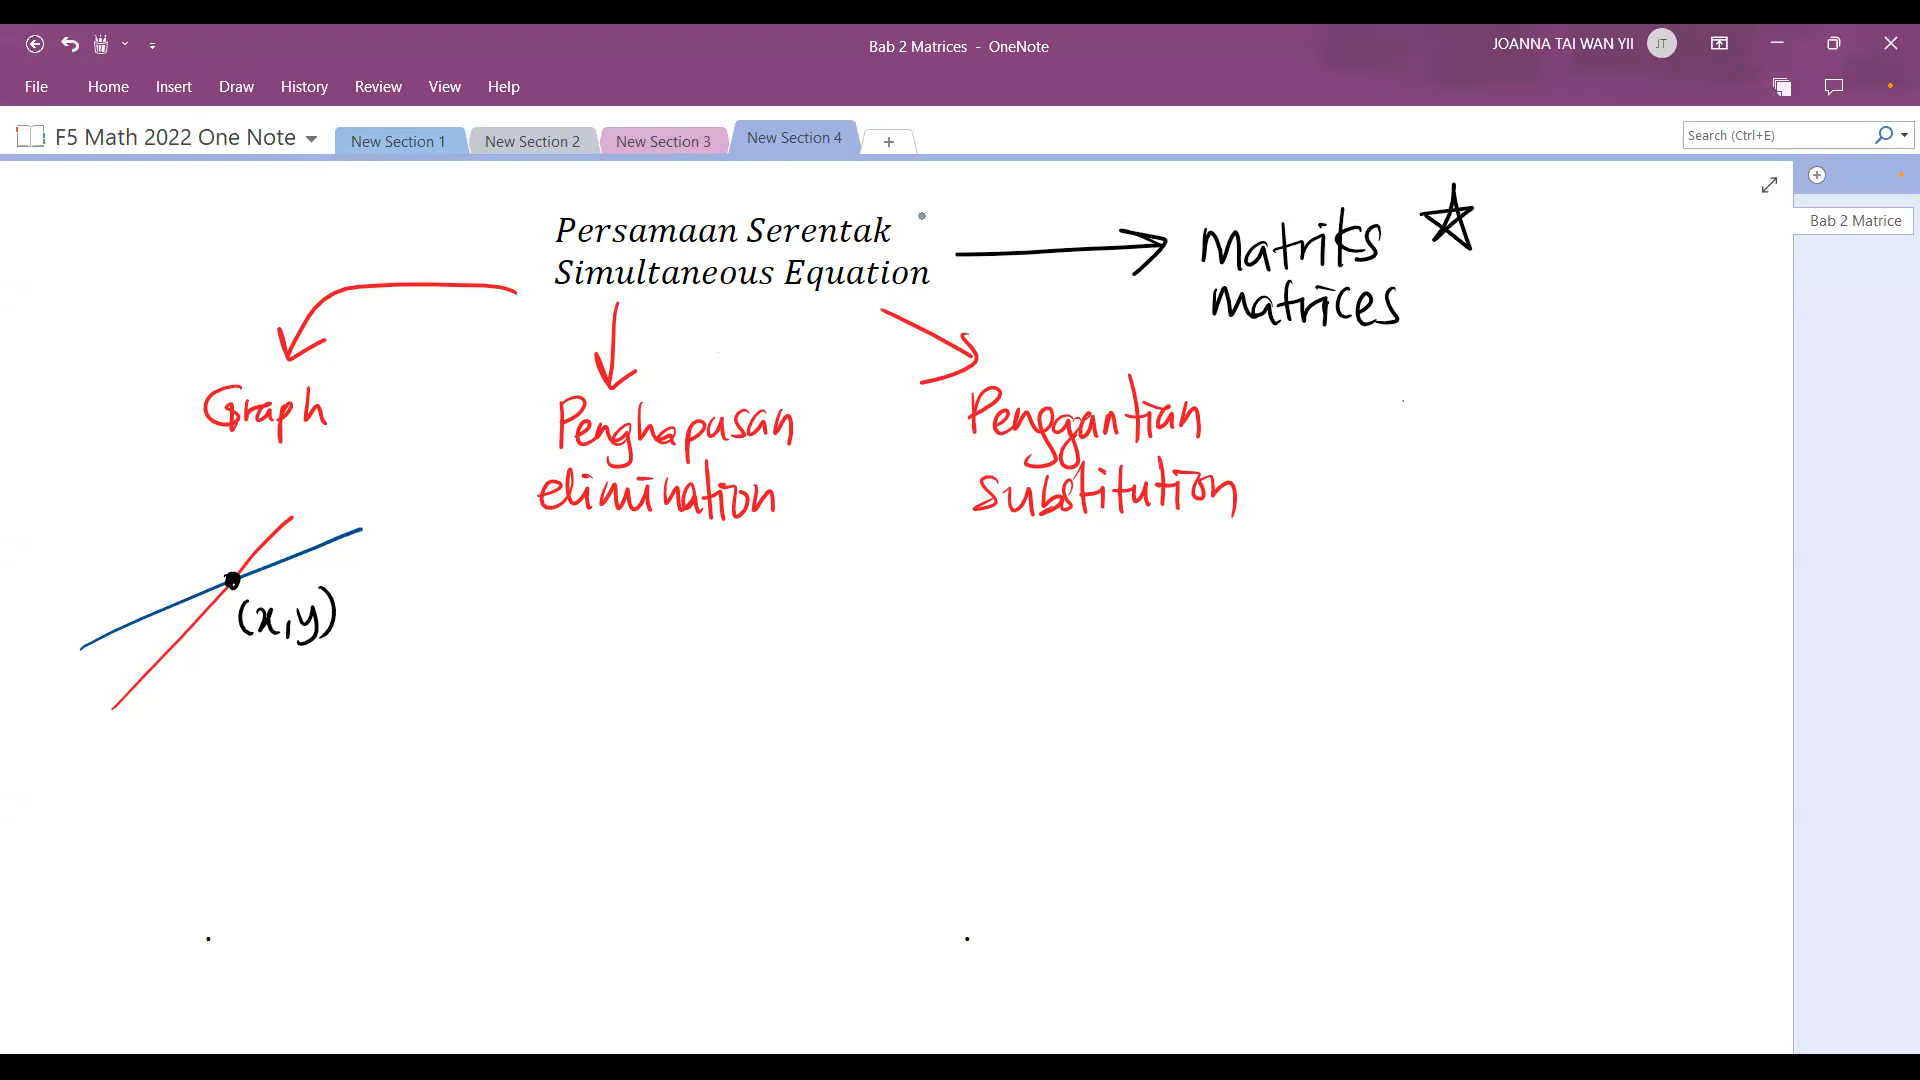 Bab 2 Matrices - OneNote
JOANNA TAI WAN YII
JT
File Home Insert Draw History Review View Help
F5 Math 2022 One Note
New Section 1
New Section 2
New Section 3
New Section 4
Search (Ctrl+E)
Bab 2 Matrice
Persamaan Serentak
Simultaneous Equation
Matriks
Matrices
Graph
Penghapusan
elimination
Penggantian
substitution
(x,y)